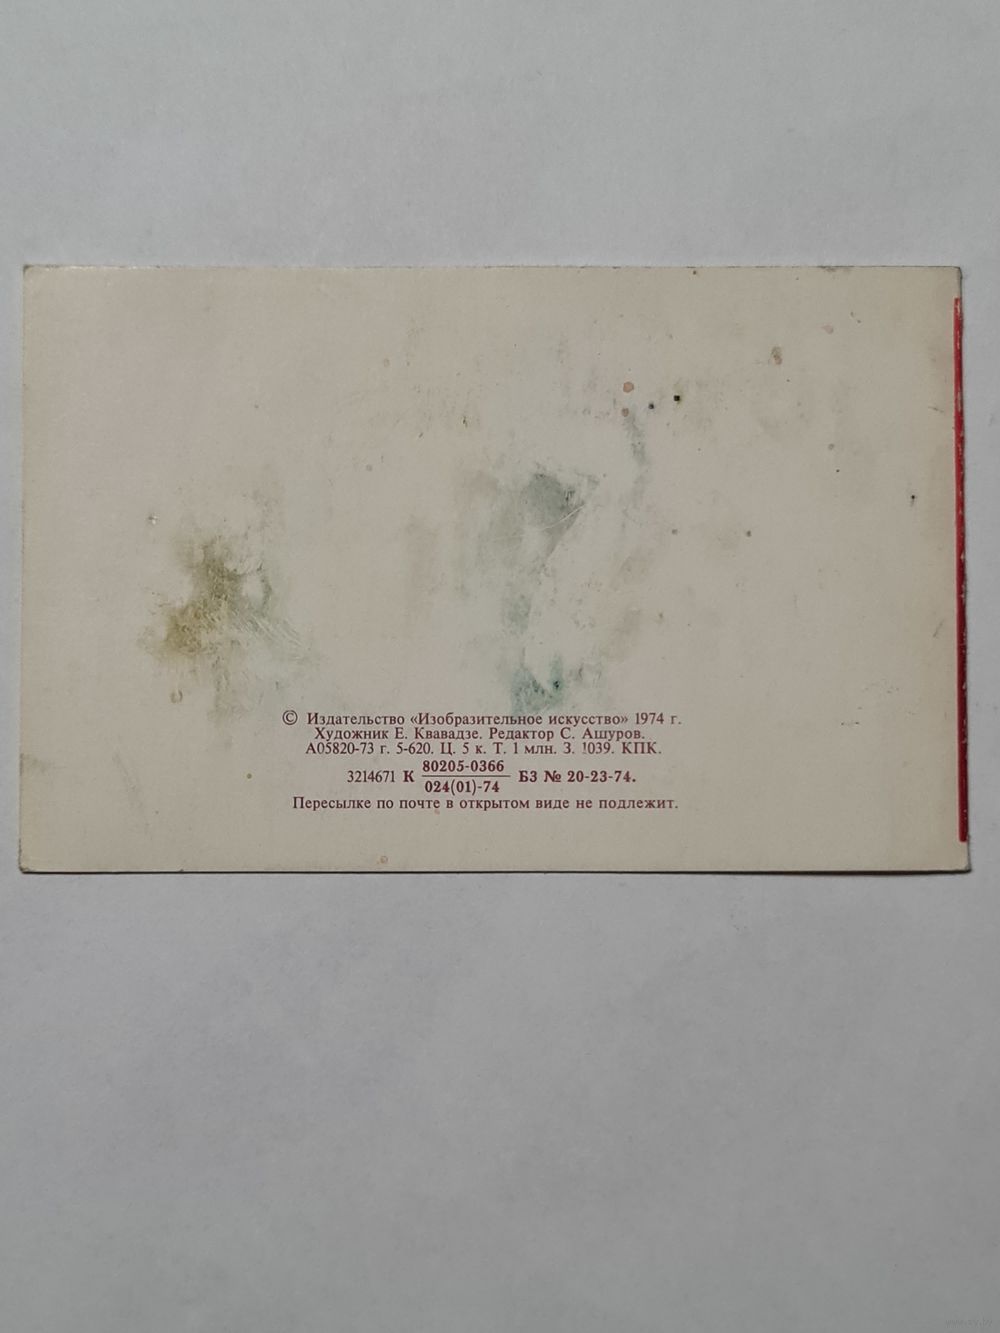 © Издательство «Изобразительное искусство» 1974 г.
Художник Е. Квавадзе. Редактор С. Ашуров.
А05820-73 г. 5-620. Ц. 5 к. Т. 1 млн. З. 1039. КПК.
3214671 К 80205-0366 / 024(01)-74 БЗ № 20-23-74.
Пересылке по почте в открытом виде не подлежит.